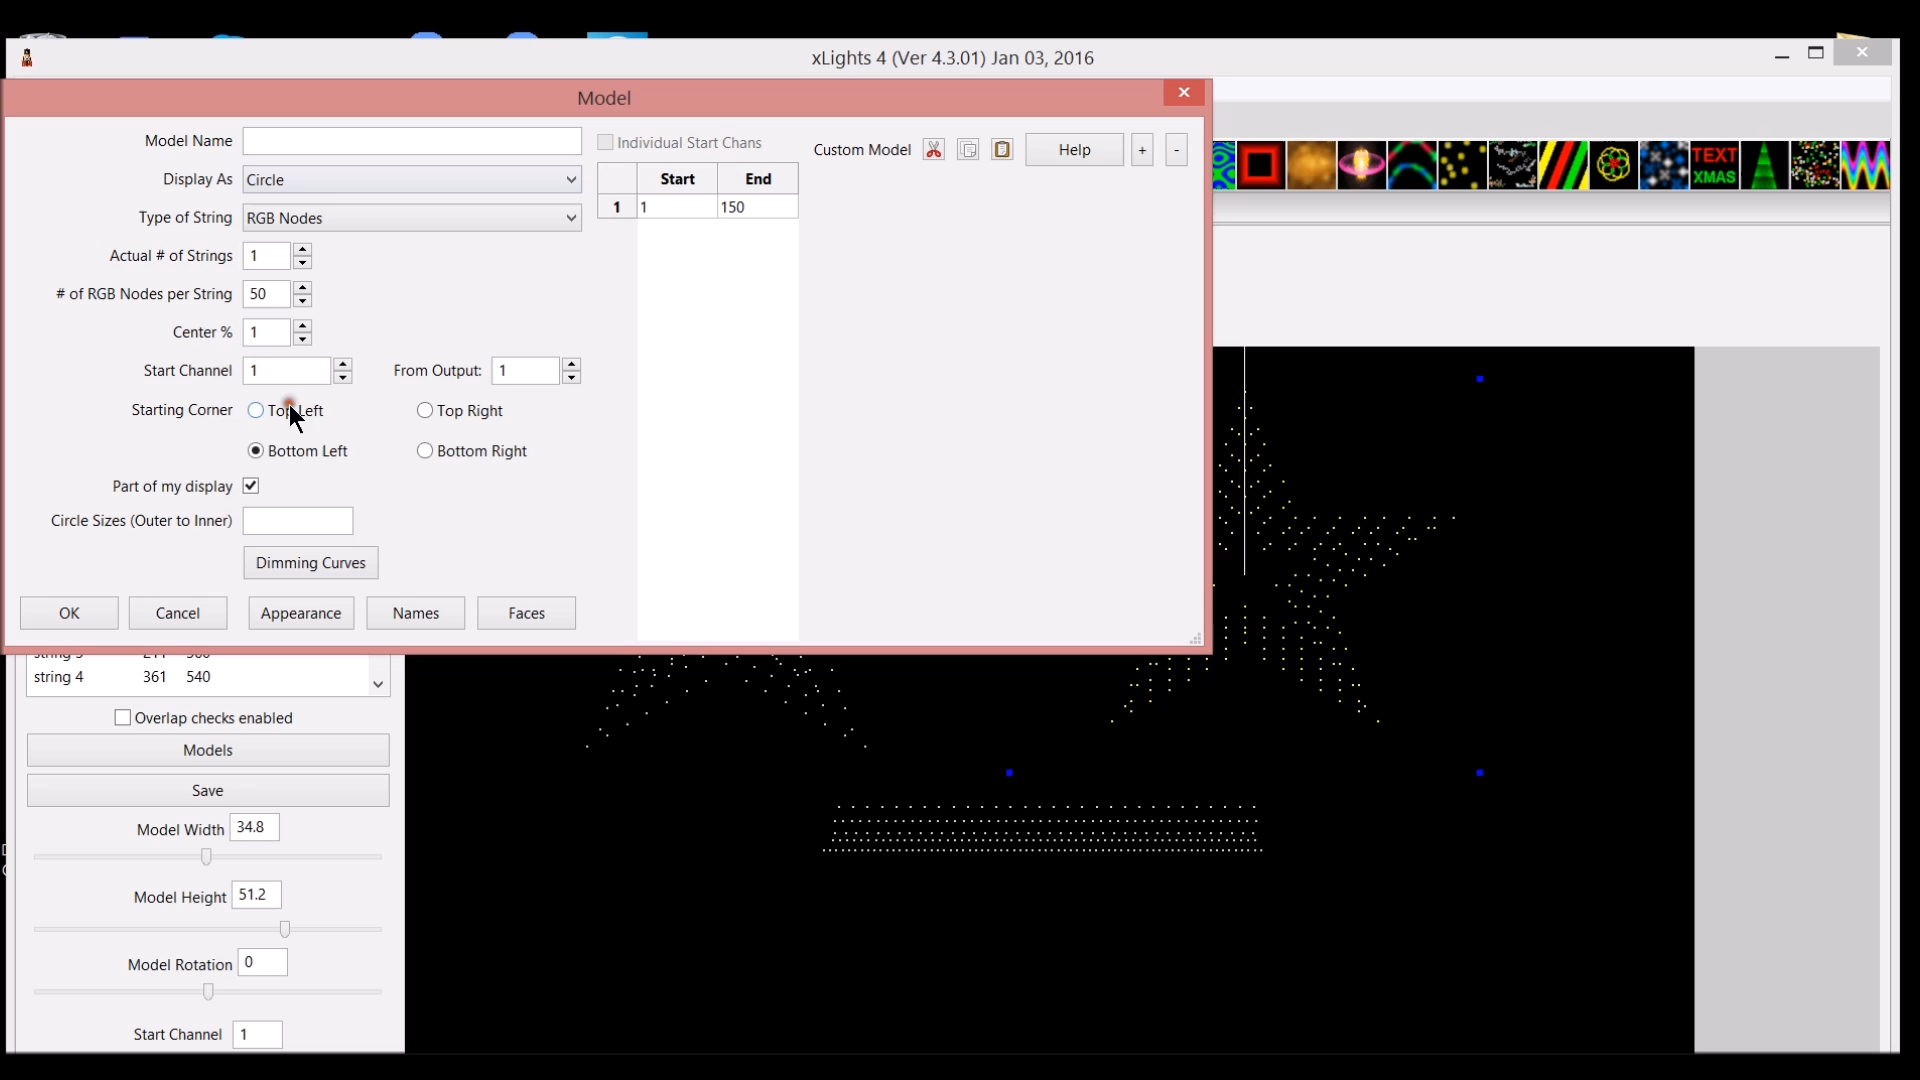 xLights 4 (Ver 4.3.01) Jan 03, 2016
Model
Model Name
Display As Circle
Type of String RGB Nodes
Actual # of Strings 1
# of RGB Nodes per String 50
Center % 1
Start Channel 1 From Output: 1
Starting Corner Top Left Top Right
Bottom Left Bottom Right
Part of my display
Circle Sizes (Outer to Inner)
Dimming Curves
OK Cancel Appearance Names Faces
Individual Start Chans
Start End
1 1 150
Custom Model Help + -
TEXT
XMAS
string 4 361 540
Overlap checks enabled
Models
Save
Model Width 34.8
Model Height 51.2
Model Rotation 0
Start Channel 1